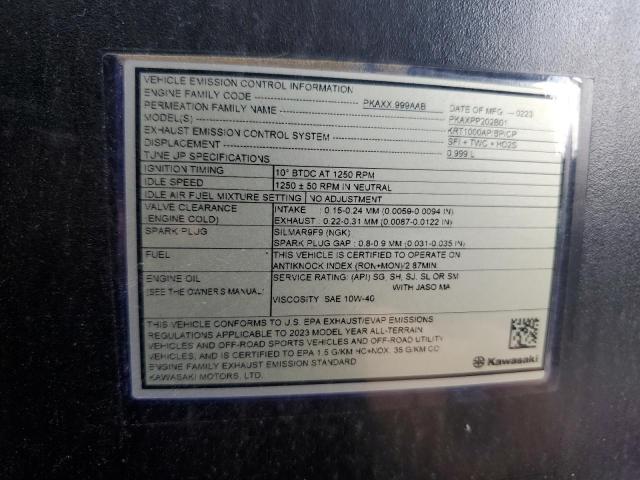 VEHICLE EMISSION CONTROL INFORMATION
ENGINE FAMILY CODE PKAXX.999AAB DATE OF MFG. 0223
PERMEATION FAMILY NAME PKAXPP202B01
MODEL(S) KRT1000AP/BP/CP
EXHAUST EMISSION CONTROL SYSTEM SFI + TWC + HO2S
DISPLACEMENT 0.999 L
TUNE UP SPECIFICATIONS
IGNITION TIMING 10° BTDC AT 1250 RPM
IDLE SPEED 1250 ± 50 RPM IN NEUTRAL
IDLE AIR FUEL MIXTURE SETTING NO ADJUSTMENT
VALVE CLEARANCE INTAKE : 0.15-0.24 MM (0.0059-0.0094 IN)
(ENGINE COLD) EXHAUST : 0.22-0.31 MM (0.0087-0.0122 IN)
SPARK PLUG SILMAR9F9 (NGK)
SPARK PLUG GAP : 0.8-0.9 MM (0.031-0.035 IN)
FUEL THIS VEHICLE IS CERTIFIED TO OPERATE ON
ANTIKNOCK INDEX (RON+MON)/2 87MIN.
ENGINE OIL SERVICE RATING: (API) SG, SH, SJ, SL OR SM
(SEE THE OWNER'S MANUAL) WITH JASO MA
VISCOSITY SAE 10W-40
THIS VEHICLE CONFORMS TO U.S. EPA EXHAUST/EVAP EMISSIONS
REGULATIONS APPLICABLE TO 2023 MODEL YEAR ALL-TERRAIN
VEHICLES AND OFF-ROAD SPORTS VEHICLES AND OFF-ROAD UTILITY
VEHICLES, AND IS CERTIFIED TO EPA 1.5 G/KM HC+NOX, 35 G/KM CO
ENGINE FAMILY EXHAUST EMISSION STANDARD
KAWASAKI MOTORS, LTD.
Kawasaki